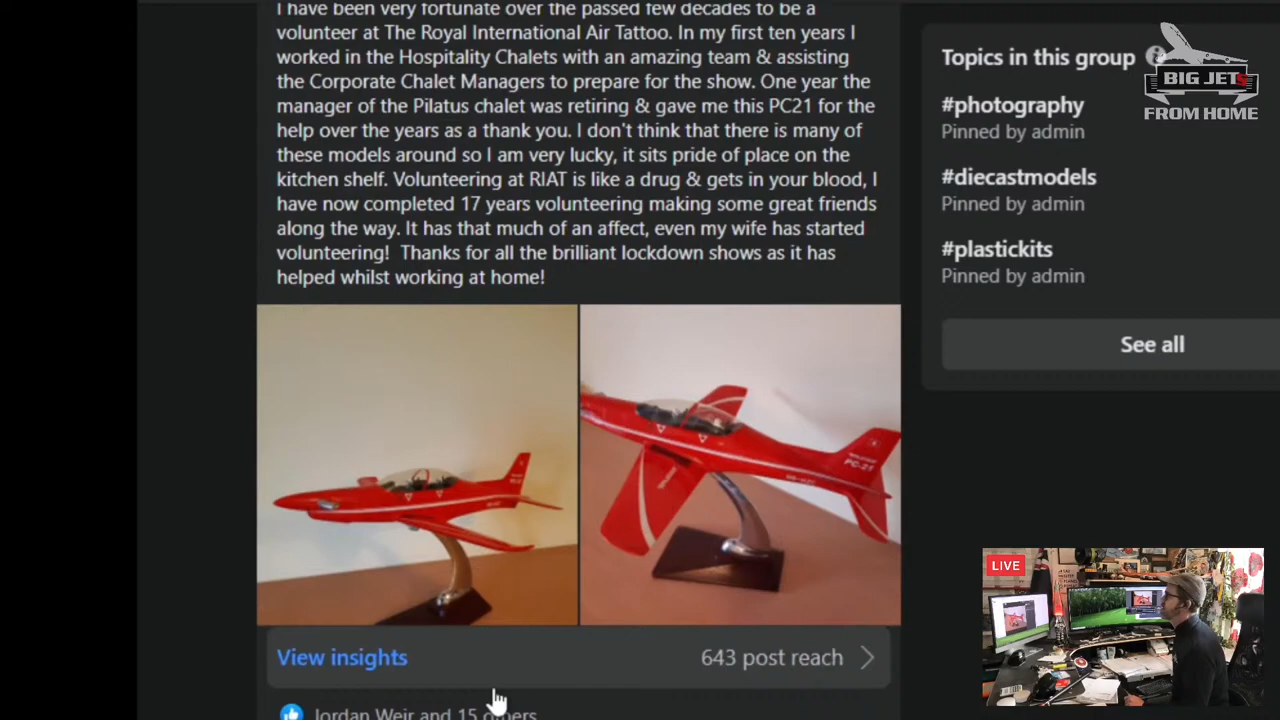 I have been very fortunate over the passed few decades to be a
volunteer at The Royal International Air Tattoo. In my first ten years I
worked in the Hospitality Chalets with an amazing team & assisting
the Corporate Chalet Managers to prepare for the show. One year the
manager of the Pilatus chalet was retiring & gave me this PC21 for the
help over the years as a thank you. I don't think that there is many of
these models around so I am very lucky, it sits pride of place on the
kitchen shelf. Volunteering at RIAT is like a drug & gets in your blood, I
have now completed 17 years volunteering making some great friends
along the way. It has that much of an affect, even my wife has started
volunteering! Thanks for all the brilliant lockdown shows as it has
helped whilst working at home!
PC-21
View insights
643 post reach
Jordan Weir and 15 others
Topics in this group
#photography
Pinned by admin
#diecastmodels
Pinned by admin
#plastickits
Pinned by admin
See all
BIG JETS
FROM HOME
LIVE